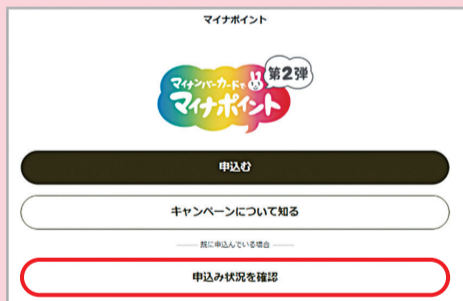 マイナポイント
第2弾
マイナンバーカードで
マイナポイント
申込む
キャンペーンについて知る
既に申込んでいる場合
申込み状況を確認